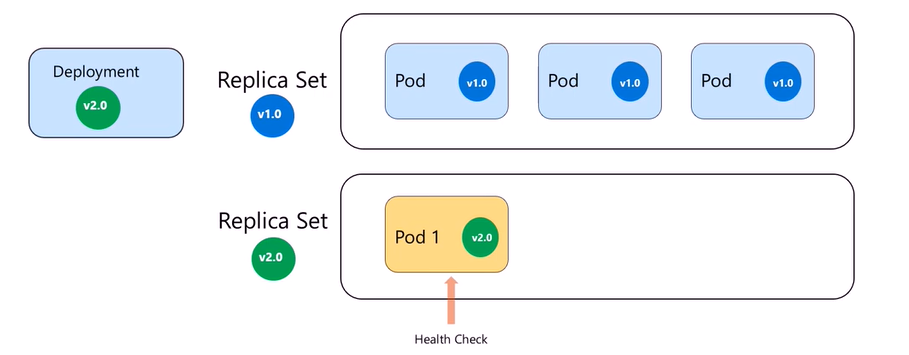 Deployment
v2.0
Replica Set
v1.0
Pod
v1.0
Pod
v1.0
Pod
v1.0
Replica Set
v2.0
Pod 1
v2.0
Health Check